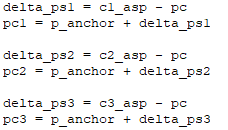 delta_ps1 = c1_asp - pc
pc1 = p_anchor + delta_ps1
delta_ps2 = c2_asp - pc
pc2 = p_anchor + delta_ps2
delta_ps3 = c3_asp - pc
pc3 = p_anchor + delta_ps3